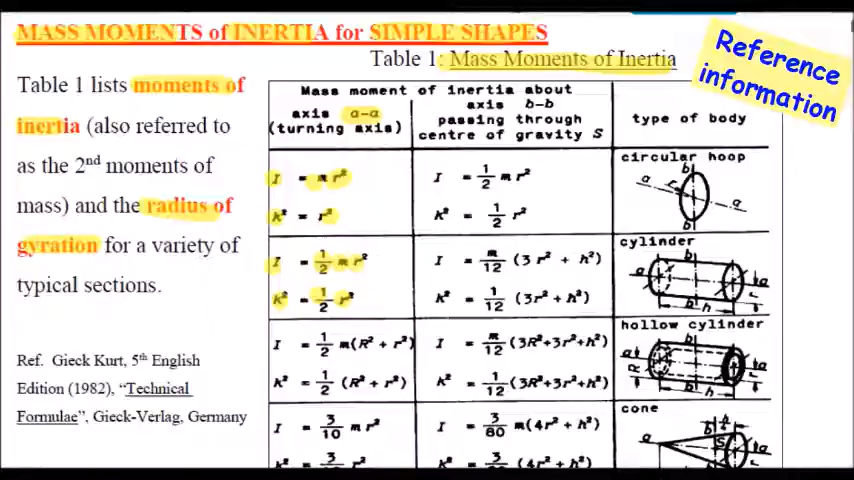 MASS MOMENTS of INERTIA for SIMPLE SHAPES
Table 1: Mass Moments of Inertia
Reference
information
Table 1 lists moments of
inertia (also referred to
as the 2nd moments of
mass) and the radius of
gyration for a variety of
typical sections.
Ref. Gieck Kurt, 5th English
Edition (1982), “Technical
Formulae”, Gieck-Verlag, Germany
Mass moment of inertia about
axis a-a
(turning axis)
axis b-b
passing through
centre of gravity S
type of body
I = m r²
I = 1/2 m r²
circular hoop
k² = r²
k² = 1/2 r²
b
a
r
a
b
I = 1/2 m r²
I = m/12 (3 r² + h²)
cylinder
k² = 1/2 r²
k² = 1/12 (3r² + h²)
b
a
a
r
b
h
I = 1/2 m(R² + r²)
I = m/12 (3R²+3r²+h²)
hollow cylinder
k² = 1/2 (R² + r²)
k² = 1/12 (3R²+3r²+h²)
b
a
a
R
r
b
h
I = 3/10 m r²
I = 3/80 m(4r² + h²)
cone
(4r² + h²)
a
b
S
a
r